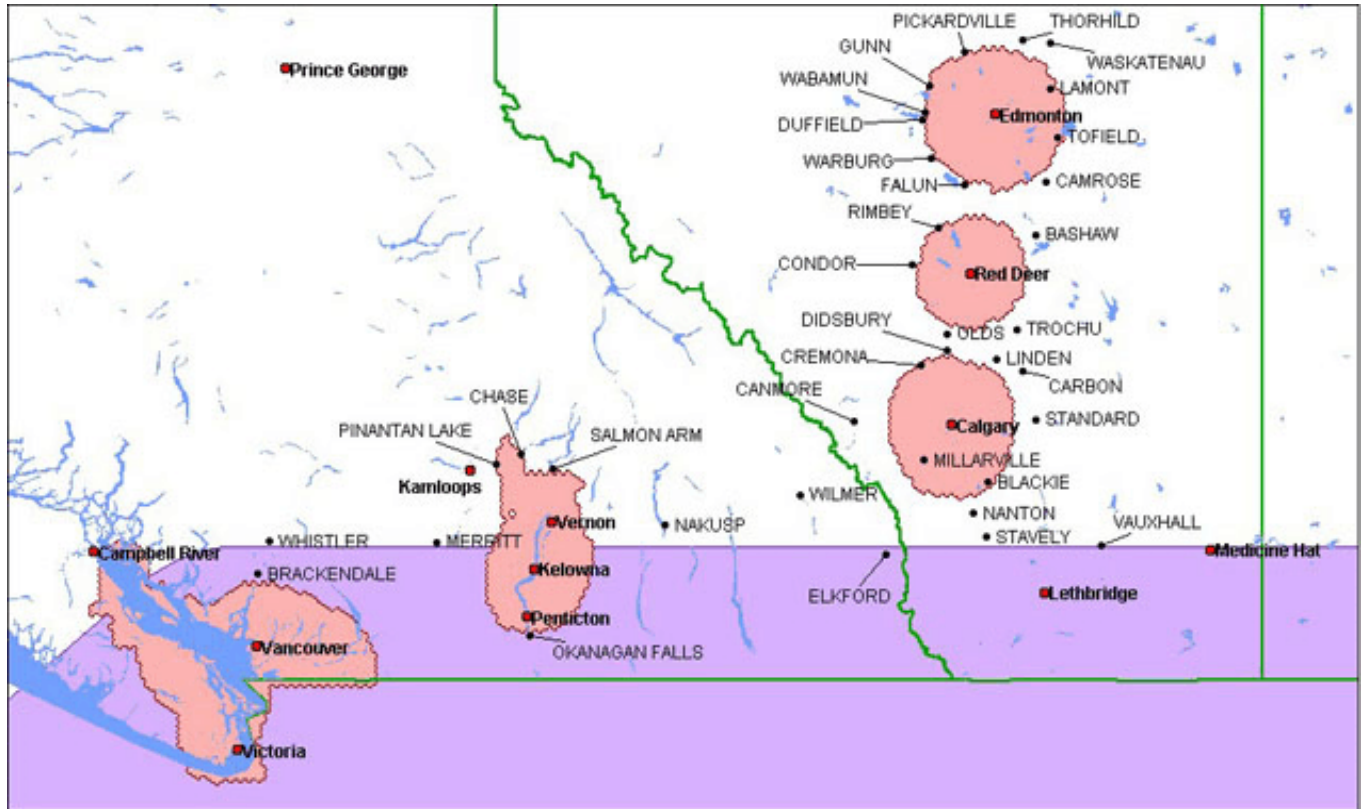 PICKARDVILLE
THORHILD
GUNN
WASKATENAU
Prince George
WABAMUN
LAMONT
Edmonton
DUFFIELD
TOFIELD
WARBURG
FALUN
CAMROSE
RIMBEY
BASHAW
CONDOR
Red Deer
DIDSBURY
OLDS
TROCHU
CREMONA
LINDEN
CARBON
CANMORE
CHASE
STANDARD
Calgary
PINANTAN LAKE
SALMON ARM
MILLARVILLE
Kamloops
BLACKIE
WILMER
NANTON
Vernon
NAKUSP
VAUXHALL
STAVELY
WHISTLER
MERRITT
Campbell River
Medicine Hat
BRACKENDALE
Kelowna
ELKFORD
Lethbridge
Penticton
Vancouver
OKANAGAN FALLS
Victoria